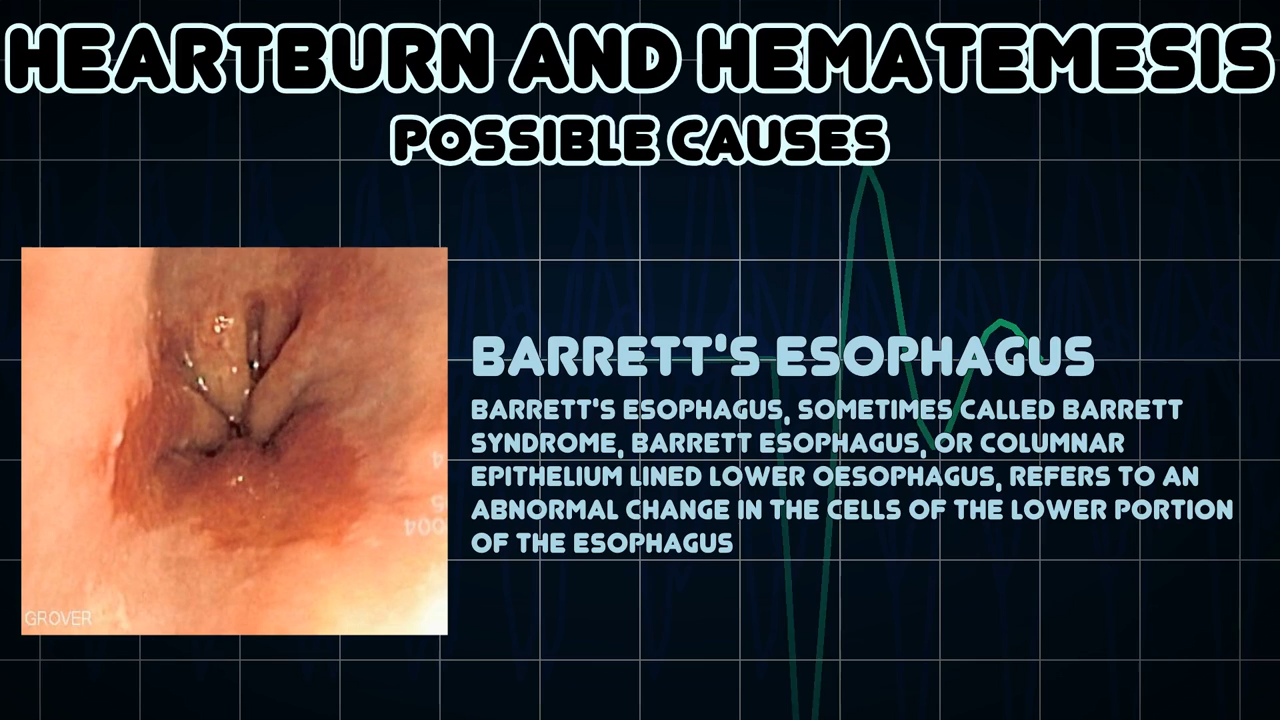 HEARTBURN AND HEMATEMESIS
POSSIBLE CAUSES
BARRETT'S ESOPHAGUS
BARRETT'S ESOPHAGUS, SOMETIMES CALLED BARRETT
SYNDROME, BARRETT ESOPHAGUS, OR COLUMNAR
EPITHELIUM LINED LOWER OESOPHAGUS, REFERS TO AN
ABNORMAL CHANGE IN THE CELLS OF THE LOWER PORTION
OF THE ESOPHAGUS
GROVER